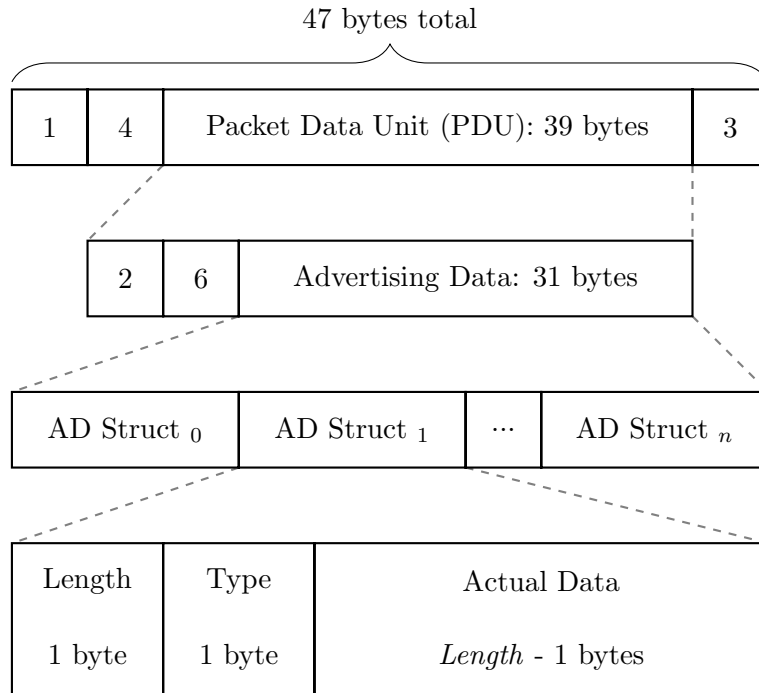 47 bytes total
1 4 Packet Data Unit (PDU): 39 bytes 3
2 6 Advertising Data: 31 bytes
AD Struct 0 AD Struct 1 ... AD Struct n
Length Type Actual Data
1 byte 1 byte Length - 1 bytes